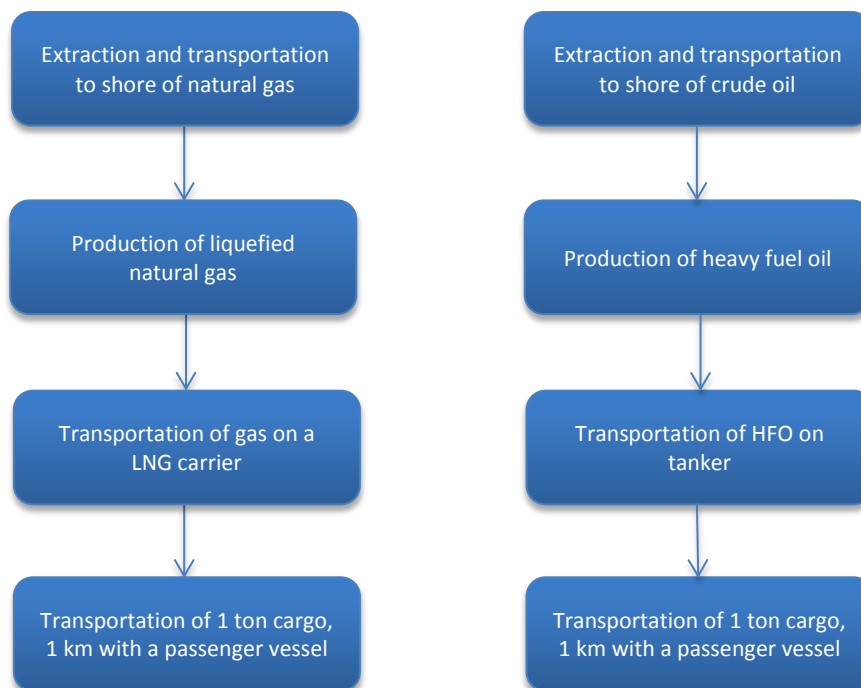 Extraction and transportation
to shore of natural gas
Extraction and transportation
to shore of crude oil
Production of liquefied
natural gas
Production of heavy fuel oil
Transportation of gas on a
LNG carrier
Transportation of HFO on
tanker
Transportation of 1 ton cargo,
1 km with a passenger vessel
Transportation of 1 ton cargo,
1 km with a passenger vessel